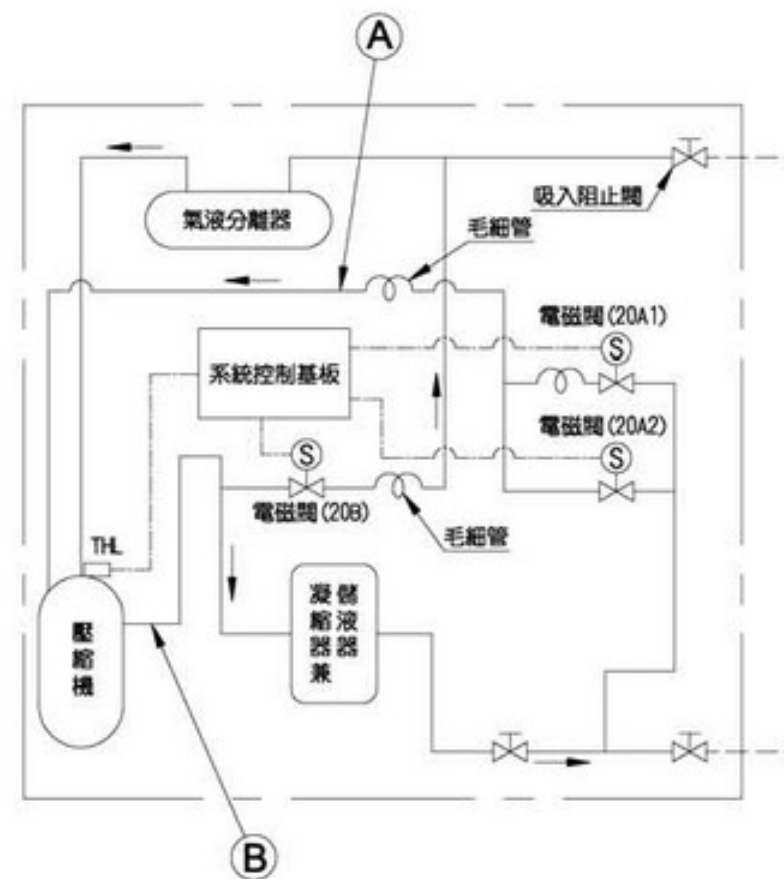 A
吸入阻止閥
氣液分離器
毛細管
電磁閥(20A1)
S
系統控制基板
電磁閥(20A2)
S
S
電磁閥(20B)
毛細管
THL
壓縮機
儲液器
凝縮器兼
B